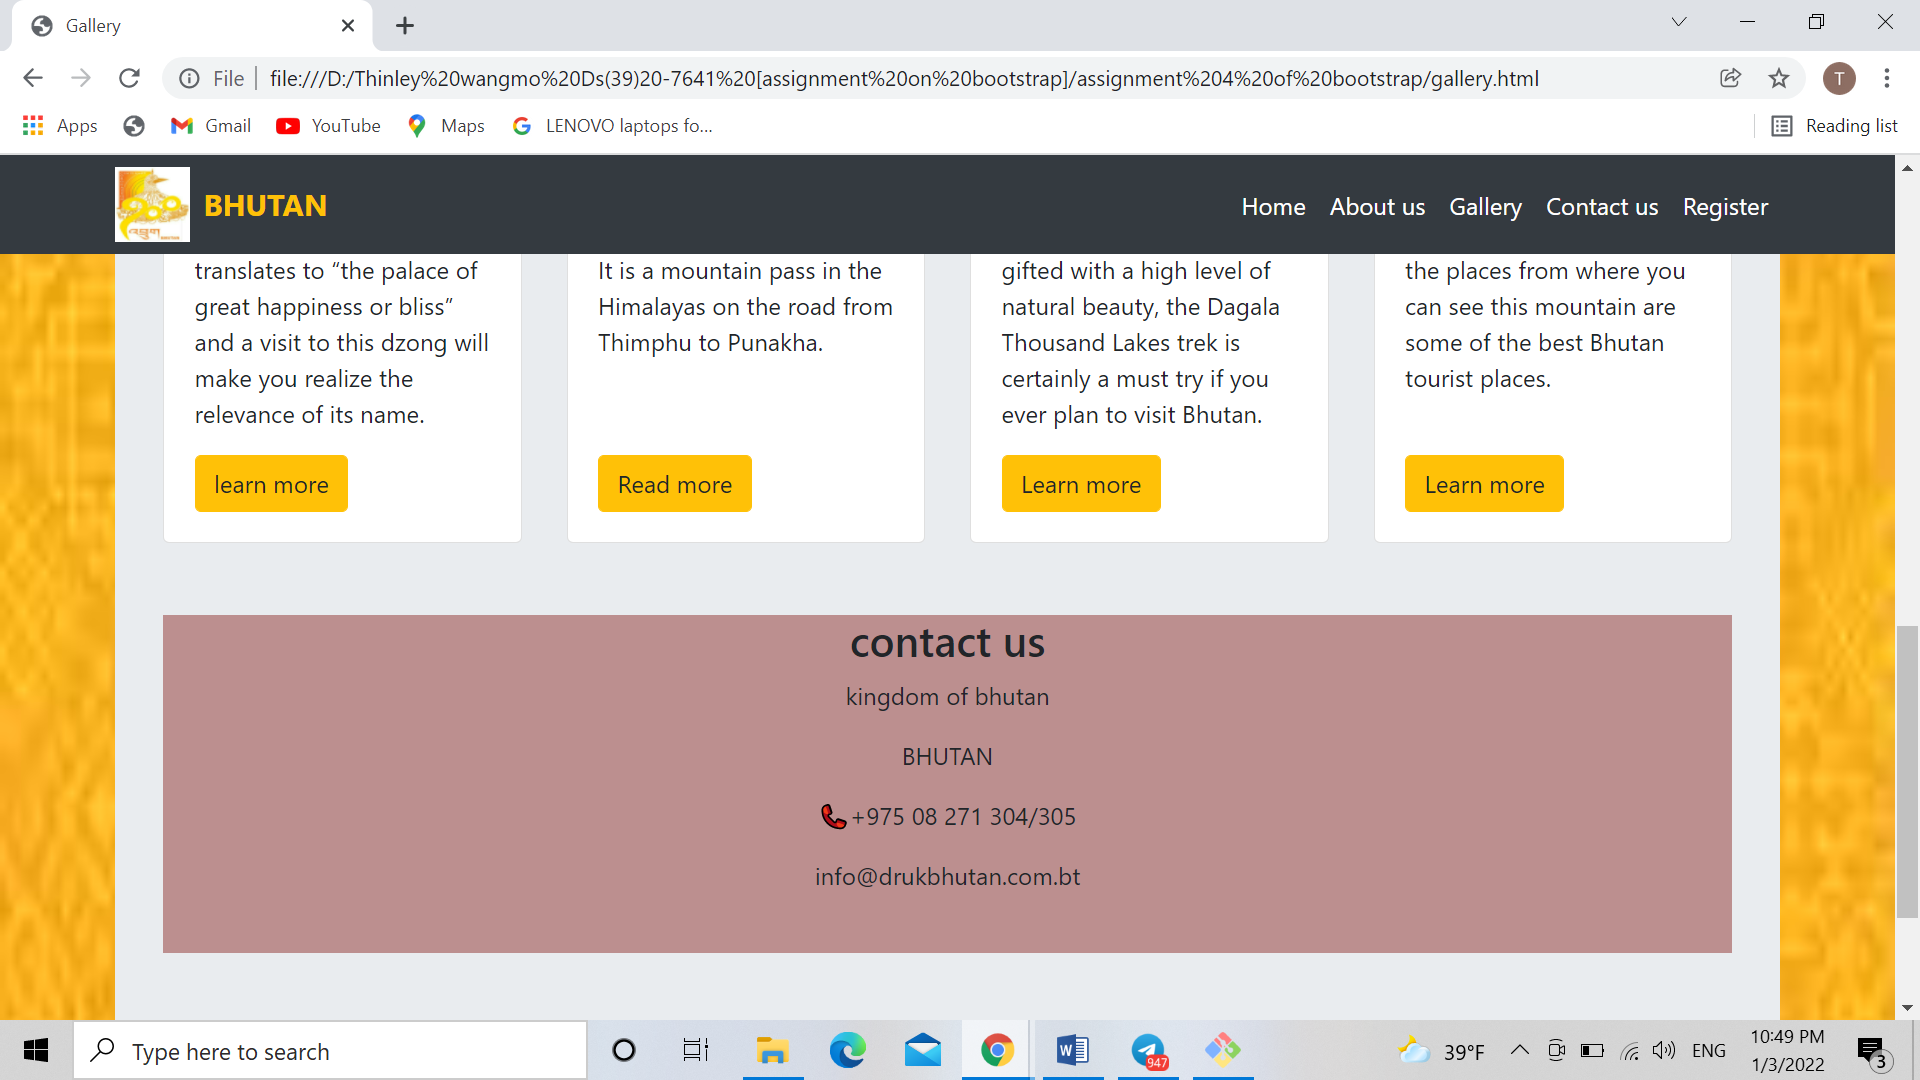 Gallery
File
file:///D:/Thinley%20wangmo%20Ds(39)20-7641%20[assignment%20on%20bootstrap]/assignment%204%20of%20bootstrap/gallery.html
T
Apps
Gmail
YouTube
Maps
LENOVO laptops fo...
Reading list
BHUTAN
Home
About us
Gallery
Contact us
Register
translates to “the palace of
great happiness or bliss”
and a visit to this dzong will
make you realize the
relevance of its name.
learn more
It is a mountain pass in the
Himalayas on the road from
Thimphu to Punakha.
Read more
gifted with a high level of
natural beauty, the Dagala
Thousand Lakes trek is
certainly a must try if you
ever plan to visit Bhutan.
Learn more
the places from where you
can see this mountain are
some of the best Bhutan
tourist places.
Learn more
contact us
kingdom of bhutan
BHUTAN
+975 08 271 304/305
info@drukbhutan.com.bt
Type here to search
947
39°F
ENG
10:49 PM
1/3/2022
3